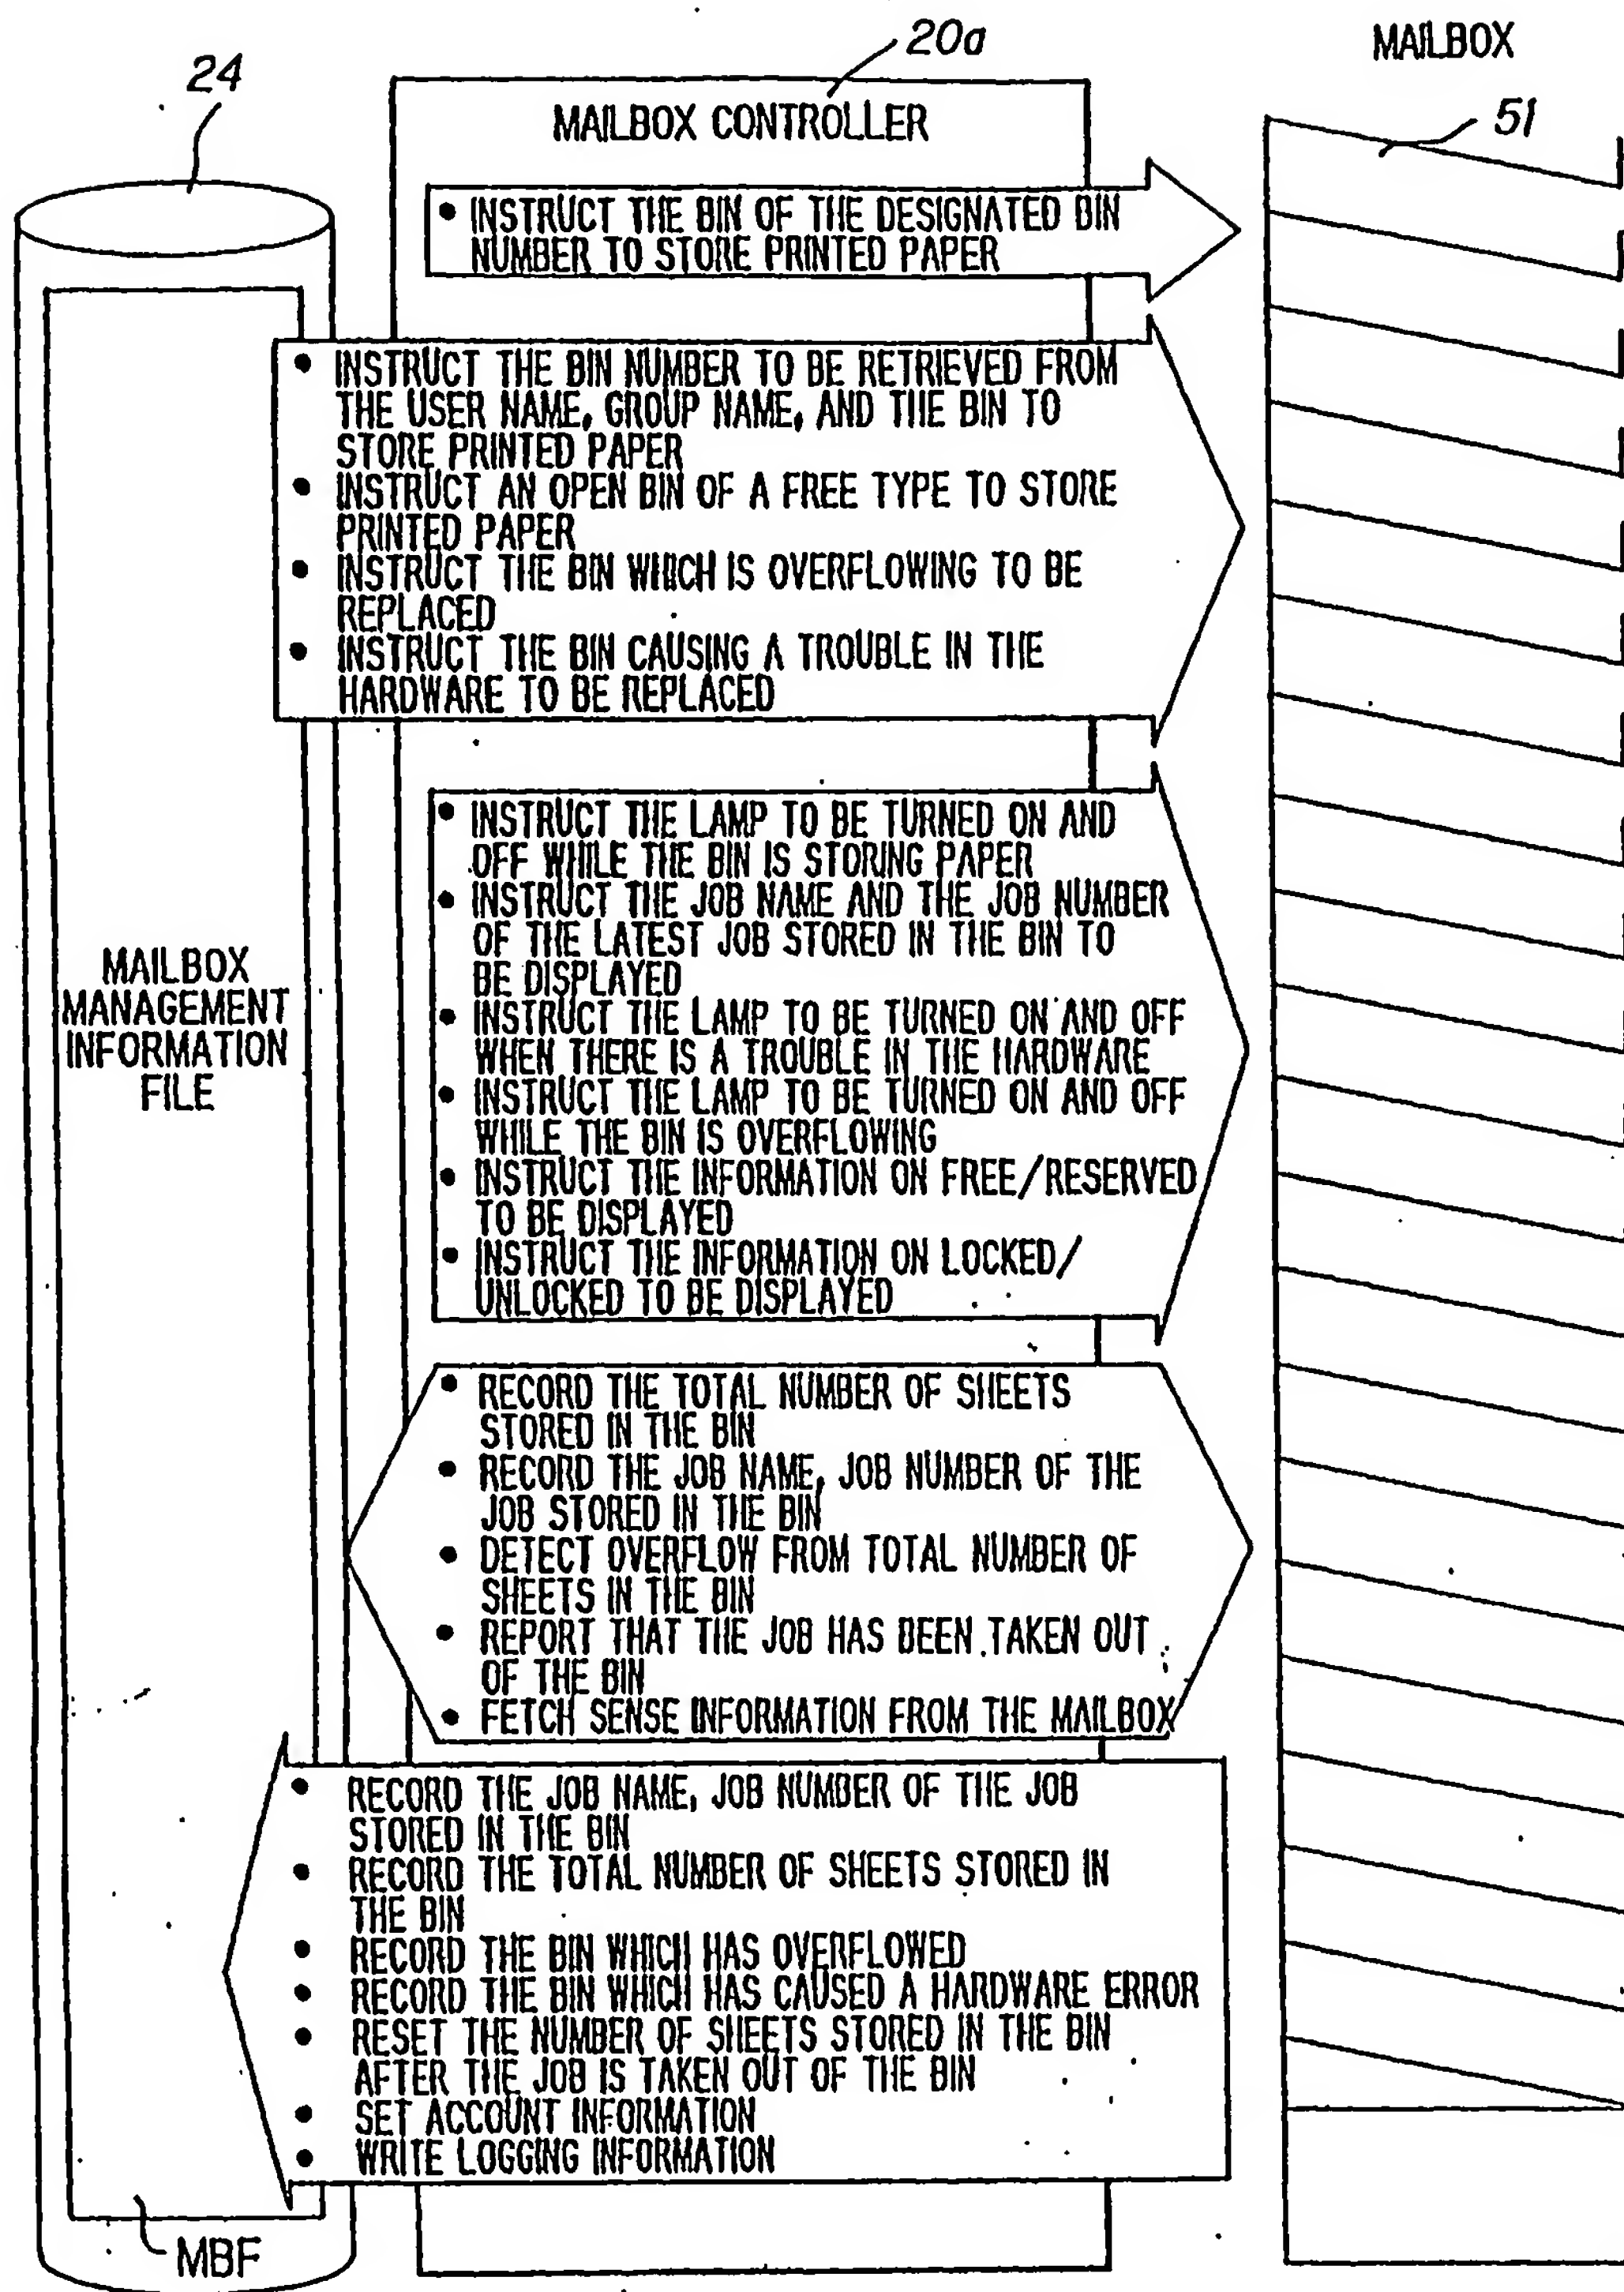 20a
MAILBOX
24
MAILBOX CONTROLLER
51
• INSTRUCT THE BIN OF THE DESIGNATED BIN
NUMBER TO STORE PRINTED PAPER
• INSTRUCT THE BIN NUMBER TO BE RETRIEVED FROM
THE USER NAME, GROUP NAME, AND THE BIN TO
STORE PRINTED PAPER
• INSTRUCT AN OPEN BIN OF A FREE TYPE TO STORE
PRINTED PAPER
• INSTRUCT THE BIN WHICH IS OVERFLOWING TO BE
REPLACED
• INSTRUCT THE BIN CAUSING A TROUBLE IN THE
HARDWARE TO BE REPLACED
• INSTRUCT THE LAMP TO BE TURNED ON AND
OFF WHILE THE BIN IS STORING PAPER
• INSTRUCT THE JOB NAME AND THE JOB NUMBER
OF THE LATEST JOB STORED IN THE BIN TO
BE DISPLAYED
• INSTRUCT THE LAMP TO BE TURNED ON AND OFF
WHEN THERE IS A TROUBLE IN THE HARDWARE
• INSTRUCT THE LAMP TO BE TURNED ON AND OFF
WHILE THE BIN IS OVERFLOWING
• INSTRUCT THE INFORMATION ON FREE/RESERVED
TO BE DISPLAYED
• INSTRUCT THE INFORMATION ON LOCKED/
UNLOCKED TO BE DISPLAYED
MAILBOX
MANAGEMENT
INFORMATION
FILE
• RECORD THE TOTAL NUMBER OF SHEETS
STORED IN THE BIN
• RECORD THE JOB NAME, JOB NUMBER OF THE
JOB STORED IN THE BIN
• DETECT OVERFLOW FROM TOTAL NUMBER OF
SHEETS IN THE BIN
• REPORT THAT THE JOB HAS BEEN TAKEN OUT
OF THE BIN
• FETCH SENSE INFORMATION FROM THE MAILBOX
• RECORD THE JOB NAME, JOB NUMBER OF THE JOB
STORED IN THE BIN
• RECORD THE TOTAL NUMBER OF SHEETS STORED IN
THE BIN
• RECORD THE BIN WHICH HAS OVERFLOWED
• RECORD THE BIN WHICH HAS CAUSED A HARDWARE ERROR
• RESET THE NUMBER OF SHEETS STORED IN THE BIN
AFTER THE JOB IS TAKEN OUT OF THE BIN
• SET ACCOUNT INFORMATION
• WRITE LOGGING INFORMATION
MBF